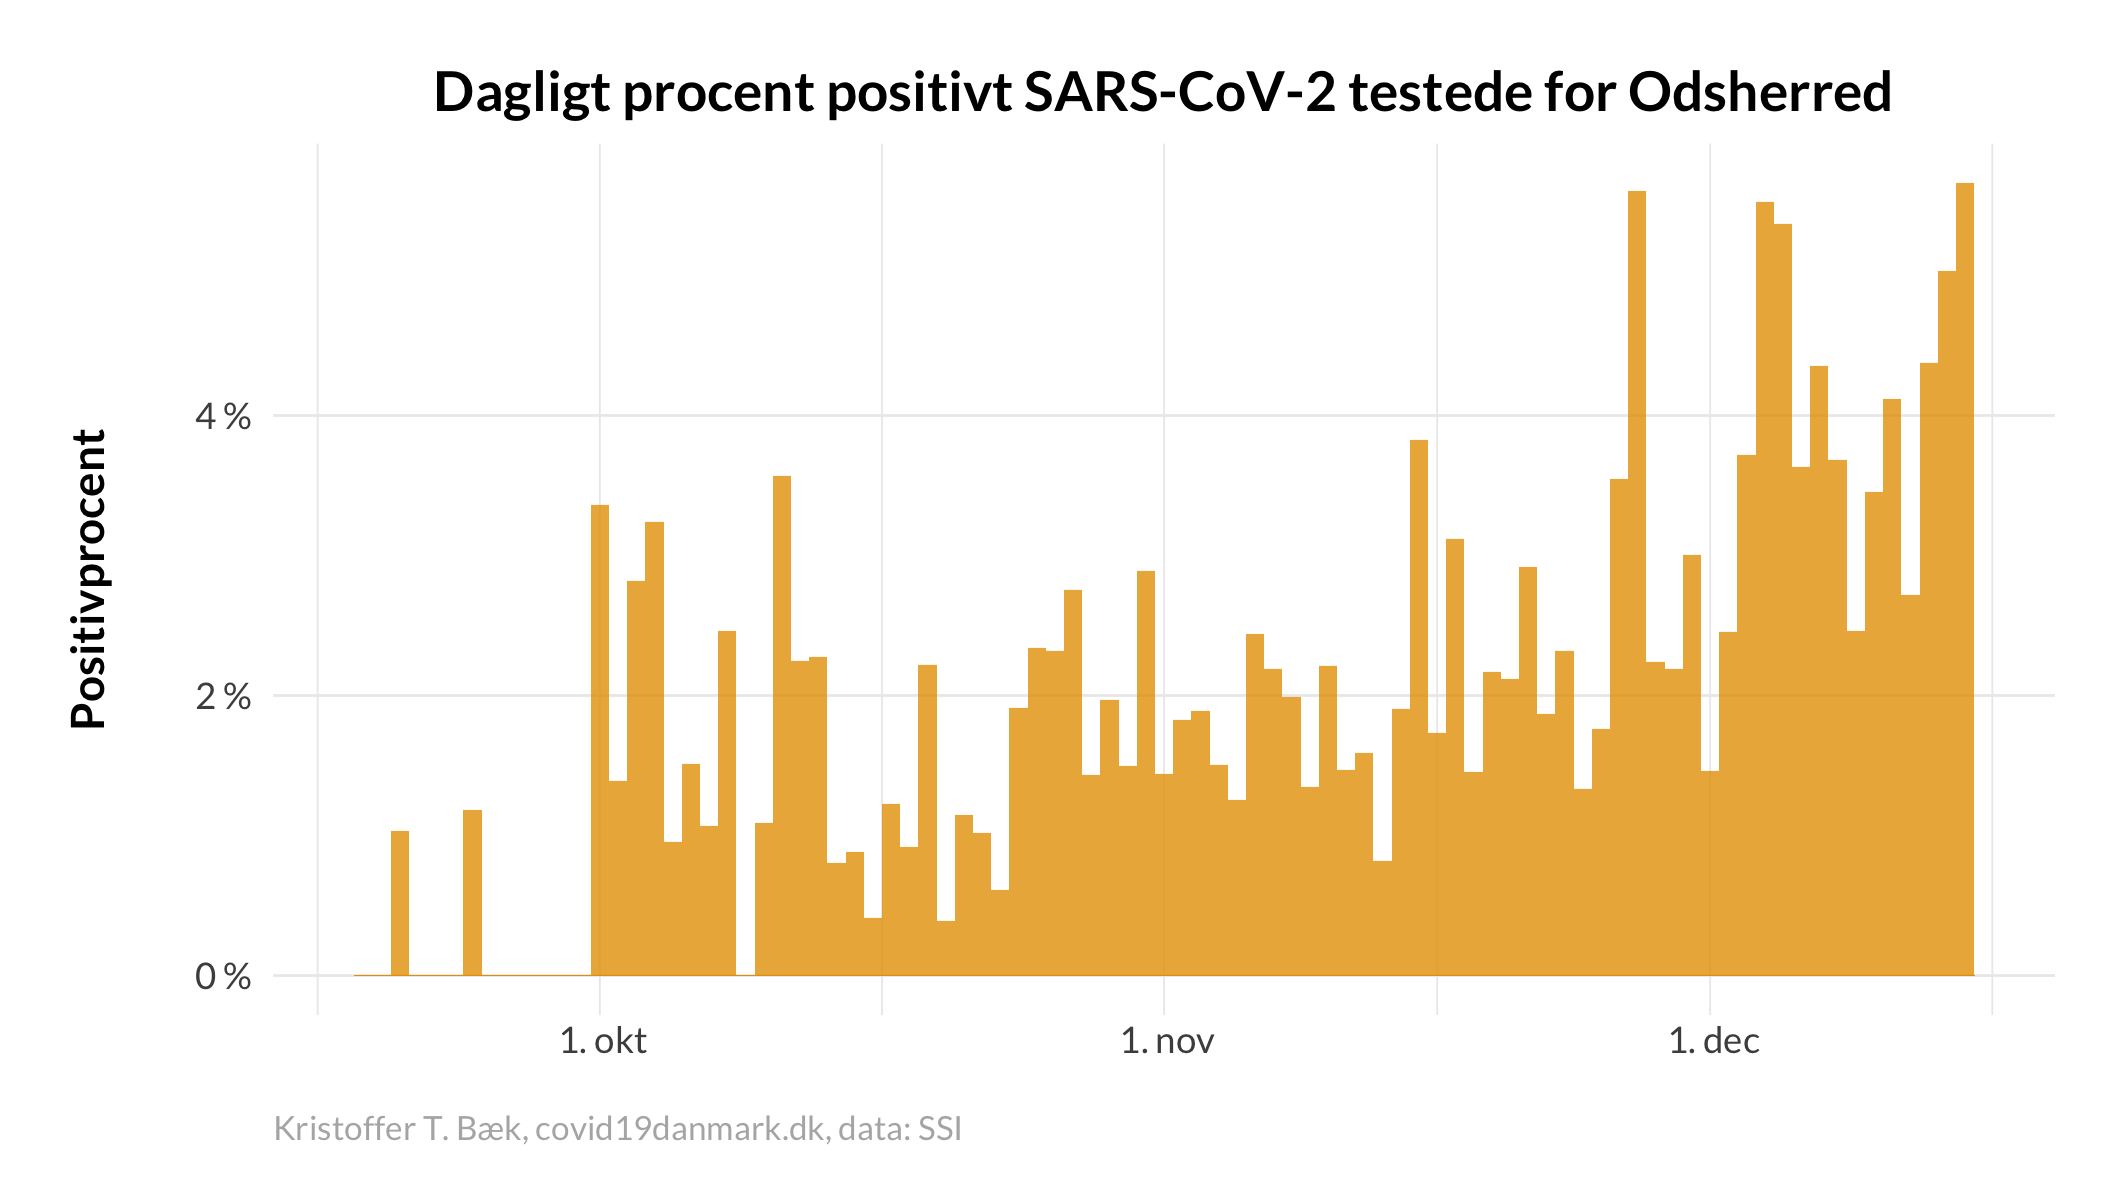 Dagligt procent positivt SARS-CoV-2 testede for Odsherred
Positivprocent
4 %
2 %
0 %
1. okt
1. nov
1. dec
Kristoffer T. Bæk, covid19danmark.dk, data: SSI